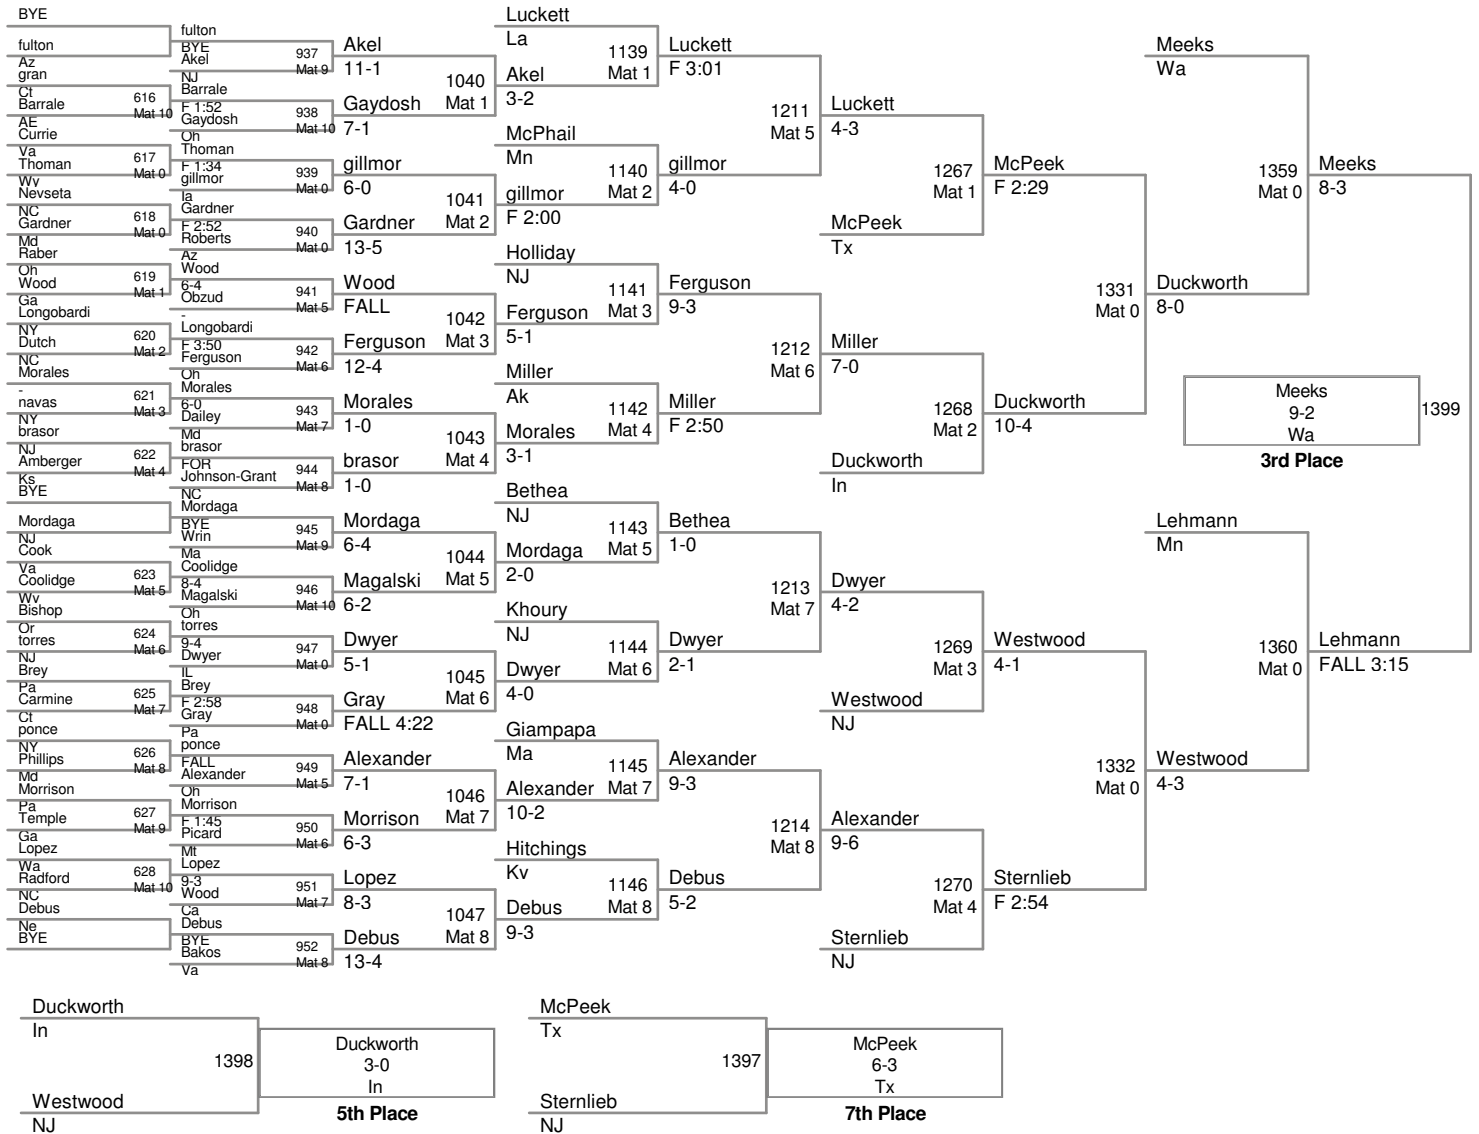 BYE
fulton
Az
gran
Ct
Barrale
616
Mat 10
AE
Currie
Va
Thoman
617
Mat 0
Wv
Nevseta
NC
Gardner
618
Mat 0
Md
Raber
Oh
Wood
619
Mat 1
Ga
Longobardi
NY
Dutch
620
Mat 2
NC
Morales
-
navas
621
Mat 3
NY
brasor
NJ
Amberger
622
Mat 4
Ks
BYE
Mordaga
NJ
Cook
Va
Coolidge
623
Mat 5
Wv
Bishop
Or
torres
624
Mat 6
NJ
Brey
Pa
Carmine
625
Mat 7
Ct
ponce
NY
Phillips
626
Mat 8
Md
Morrison
Pa
Temple
627
Mat 9
Ga
Lopez
Wa
Radford
628
Mat 10
NC
Debus
Ne
BYE
fulton
BYE
Akel
937
Mat 9
NJ
Barrale
F 1:52
Gaydosh
938
Mat 10
Oh
Thoman
F 1:34
gillmor
939
Mat 0
Ia
Gardner
F 2:52
Roberts
940
Mat 0
Az
Wood
6-4
Obzud
941
Mat 5
-
Longobardi
F 3:50
Ferguson
942
Mat 6
Oh
Morales
6-0
Dailey
943
Mat 7
Md
brasor
FOR
Johnson-Grant
944
Mat 8
NC
Mordaga
BYE
Wrin
945
Mat 9
Ma
Coolidge
8-4
Magalski
946
Mat 10
Oh
torres
9-4
Dwyer
947
Mat 0
IL
Brey
F 2:58
Gray
948
Mat 0
Pa
ponce
FALL
Alexander
949
Mat 5
Oh
Morrison
F 1:45
Picard
950
Mat 6
Mt
Lopez
9-3
Wood
951
Mat 7
Ca
Debus
BYE
Bakos
952
Mat 8
Va
Akel
11-1
1040
Mat 1
Gaydosh
7-1
gillmor
6-0
1041
Mat 2
Gardner
13-5
Wood
FALL
1042
Mat 3
Ferguson
12-4
Morales
1-0
1043
Mat 4
brasor
1-0
Mordaga
6-4
1044
Mat 5
Magalski
6-2
Dwyer
5-1
1045
Mat 6
Gray
FALL 4:22
Alexander
7-1
1046
Mat 7
Morrison
6-3
Lopez
8-3
1047
Mat 8
Debus
13-4
Luckett
La
1139
Mat 1
Akel
3-2
McPhail
Mn
1140
Mat 2
gillmor
F 2:00
Holliday
NJ
1141
Mat 3
Ferguson
5-1
Miller
Ak
1142
Mat 4
Morales
3-1
Bethea
NJ
1143
Mat 5
Mordaga
2-0
Khoury
NJ
1144
Mat 6
Dwyer
4-0
Giampapa
Ma
1145
Mat 7
Alexander
10-2
Hitchings
Kv
1146
Mat 8
Debus
9-3
Luckett
F 3:01
1211
Mat 5
gillmor
4-0
Ferguson
9-3
1212
Mat 6
Miller
F 2:50
Bethea
1-0
1213
Mat 7
Dwyer
2-1
Alexander
9-3
1214
Mat 8
Debus
5-2
Luckett
4-3
1267
Mat 1
McPeek
Tx
Miller
7-0
1268
Mat 2
Duckworth
In
Dwyer
4-2
1269
Mat 3
Westwood
NJ
Alexander
9-6
1270
Mat 4
Sternlieb
NJ
McPeek
F 2:29
1331
Mat 0
Duckworth
10-4
Westwood
4-1
1332
Mat 0
Sternlieb
F 2:54
Meeks
Wa
1359
Mat 0
Duckworth
8-0
Lehmann
Mn
1360
Mat 0
Westwood
4-3
Meeks
8-3
Meeks
9-2
Wa
1399
3rd Place
Lehmann
FALL 3:15
Duckworth
In
1398
Westwood
NJ
Duckworth
3-0
In
5th Place
McPeek
Tx
1397
Sternlieb
NJ
McPeek
6-3
Tx
7th Place